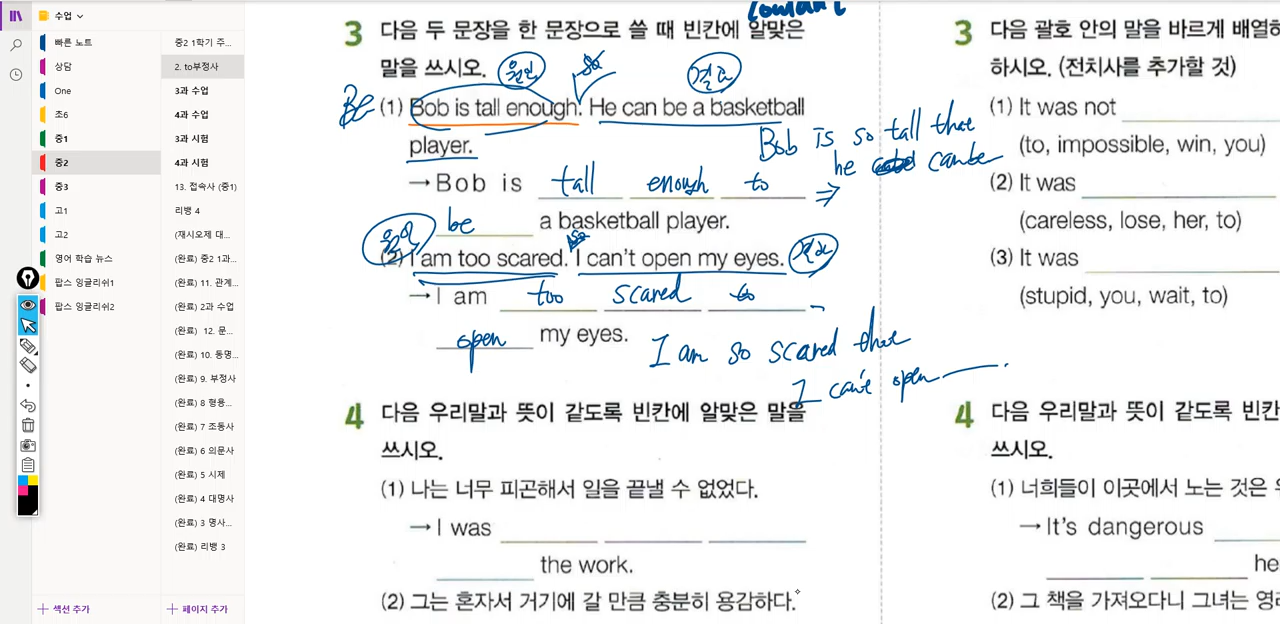 수업
빠른 노트
상담
One
초6
중1
중2
중3
고1
고2
영어 학습 뉴스
팝스 잉글리쉬1
팝스 잉글리쉬2
섹션 추가
중2 1학기 주...
2. to부정사
3과 수업
4과 수업
3과 시험
4과 시험
13. 접속사 (중1)
리뱅 4
(재시오제 대...
(완료) 중2 1과...
(완료) 11. 관계...
(완료) 2과 수업
(완료) 12. 문...
(완료) 10. 동명...
(완료) 9. 부정사
(완료) 8 형용...
(완료) 7 조동사
(완료) 6 의문사
(완료) 5 시제
(완료) 4 대명사
(완료) 3 명사...
(완료) 리뱅 3
페이지 추가
3 다음 두 문장을 한 문장으로 쓸 때 빈칸에 알맞은
말을 쓰시오. 원인 so 결과
(1) Bob is tall enough. He can be a basketball
player.
Bob is so tall that
he can be
→ Bob is tall enough to ⇒
be a basketball player.
원인 so 결과
(2) I am too scared. I can't open my eyes.
→ I am too scared to
open my eyes.
I am so scared that
I can't open
4 다음 우리말과 뜻이 같도록 빈칸에 알맞은 말을
쓰시오.
(1) 나는 너무 피곤해서 일을 끝낼 수 없었다.
→ I was
the work.
(2) 그는 혼자서 거기에 갈 만큼 충분히 용감하다.
3 다음 괄호 안의 말을 바르게 배열하
하시오. (전치사를 추가할 것)
(1) It was not
(to, impossible, win, you)
(2) It was
(careless, lose, her, to)
(3) It was
(stupid, you, wait, to)
4 다음 우리말과 뜻이 같도록 빈칸
쓰시오.
(1) 너희들이 이곳에서 노는 것은
→ It's dangerous
he
(2) 그 책을 가져오다니 그녀는